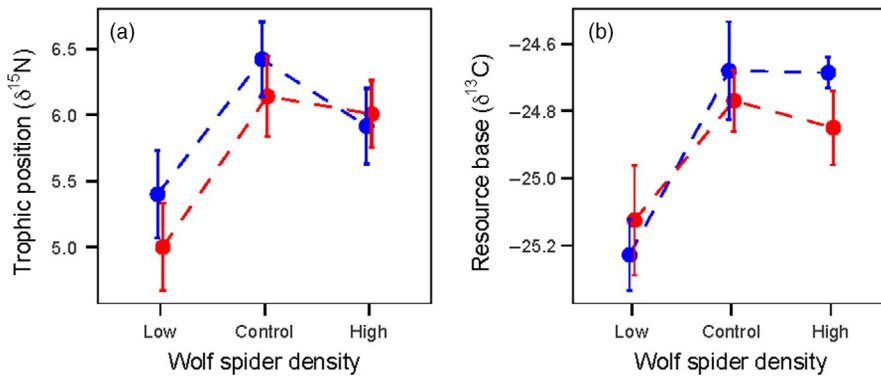 (a)
Trophic position (δ15N)
6.5
6.0
5.5
5.0
Low Control High
Wolf spider density
(b)
Resource base (δ13C)
−24.6
−24.8
−25.0
−25.2
Low Control High
Wolf spider density